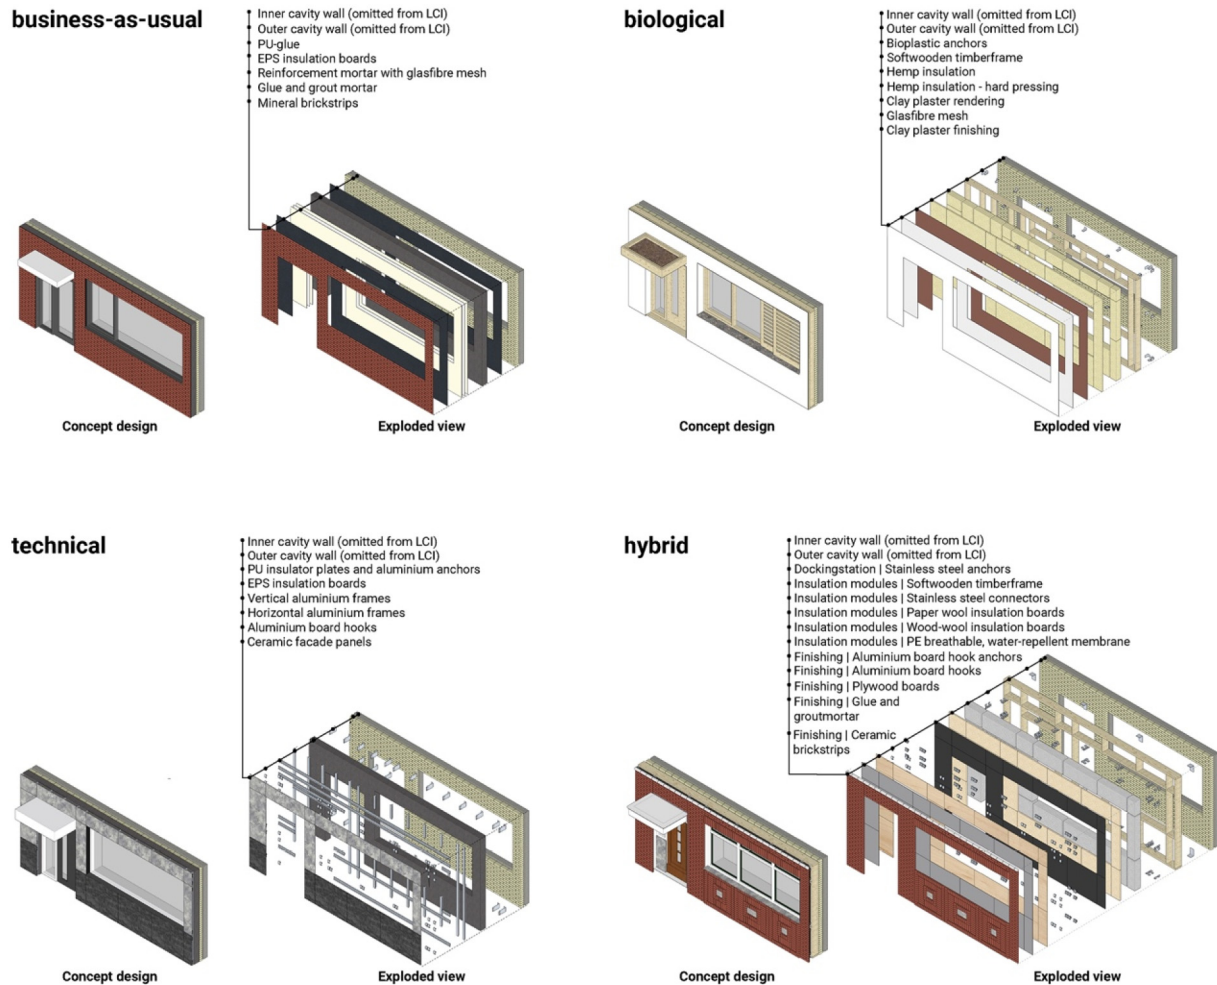 business-as-usual
Inner cavity wall (omitted from LCI)
Outer cavity wall (omitted from LCI)
PU-glue
EPS insulation boards
Reinforcement mortar with glasfibre mesh
Glue and grout mortar
Mineral brickstrips
Concept design
Exploded view
biological
Inner cavity wall (omitted from LCI)
Outer cavity wall (omitted from LCI)
Bioplastic anchors
Softwooden timberframe
Hemp insulation
Hemp insulation - hard pressing
Clay plaster rendering
Glasfibre mesh
Clay plaster finishing
Concept design
Exploded view
technical
Inner cavity wall (omitted from LCI)
Outer cavity wall (omitted from LCI)
PU insulator plates and aluminium anchors
EPS insulation boards
Vertical aluminium frames
Horizontal aluminium frames
Aluminium board hooks
Ceramic facade panels
Concept design
Exploded view
hybrid
Inner cavity wall (omitted from LCI)
Outer cavity wall (omitted from LCI)
Dockingstation | Stainless steel anchors
Insulation modules | Softwooden timberframe
Insulation modules | Stainless steel connectors
Insulation modules | Paper wool insulation boards
Insulation modules | Wood-wool insulation boards
Insulation modules | PE breathable, water-repellent membrane
Finishing | Aluminium board hook anchors
Finishing | Aluminium board hooks
Finishing | Plywood boards
Finishing | Glue and
groutmortar
Finishing | Ceramic
brickstrips
Concept design
Exploded view